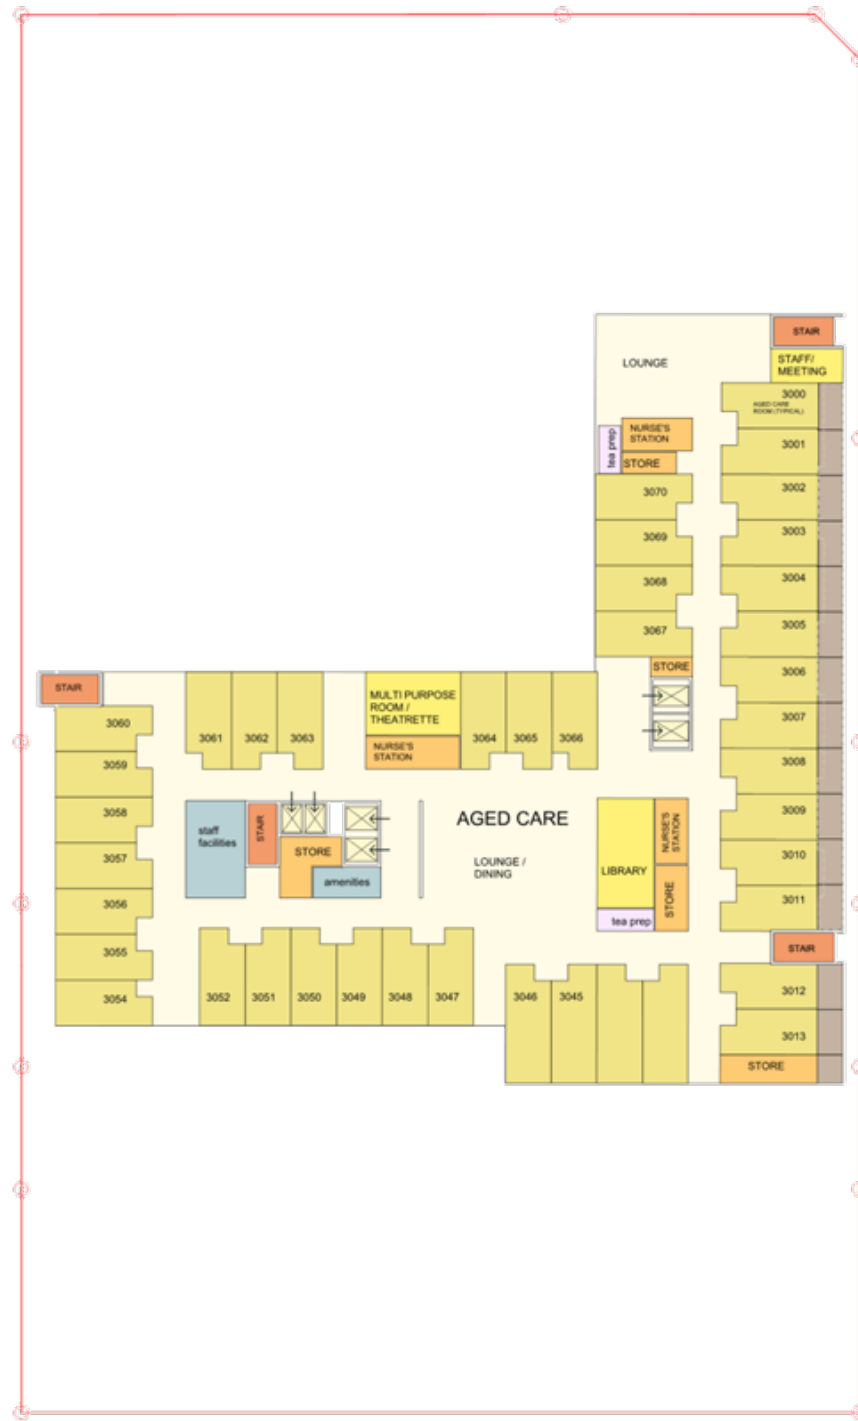 STAIR
LOUNGE
STAFF/
MEETING
3000
AGED CARE
ROOM (TYPICAL)
NURSE'S
STATION
tea prep
STORE
3001
3070
3002
3069
3003
3068
3004
3067
3005
STORE
3006
STAIR
MULTI PURPOSE
ROOM /
THEATRETTE
NURSE'S
STATION
3060
3061
3062
3063
3064
3065
3066
3007
3059
3008
3058
staff
facilities
STAIR
STORE
amenities
AGED CARE
LOUNGE /
DINING
LIBRARY
NURSE'S
STATION
STORE
tea prep
3009
3057
3010
3056
3011
3055
STAIR
3054
3052
3051
3050
3049
3048
3047
3046
3045
3012
3013
STORE